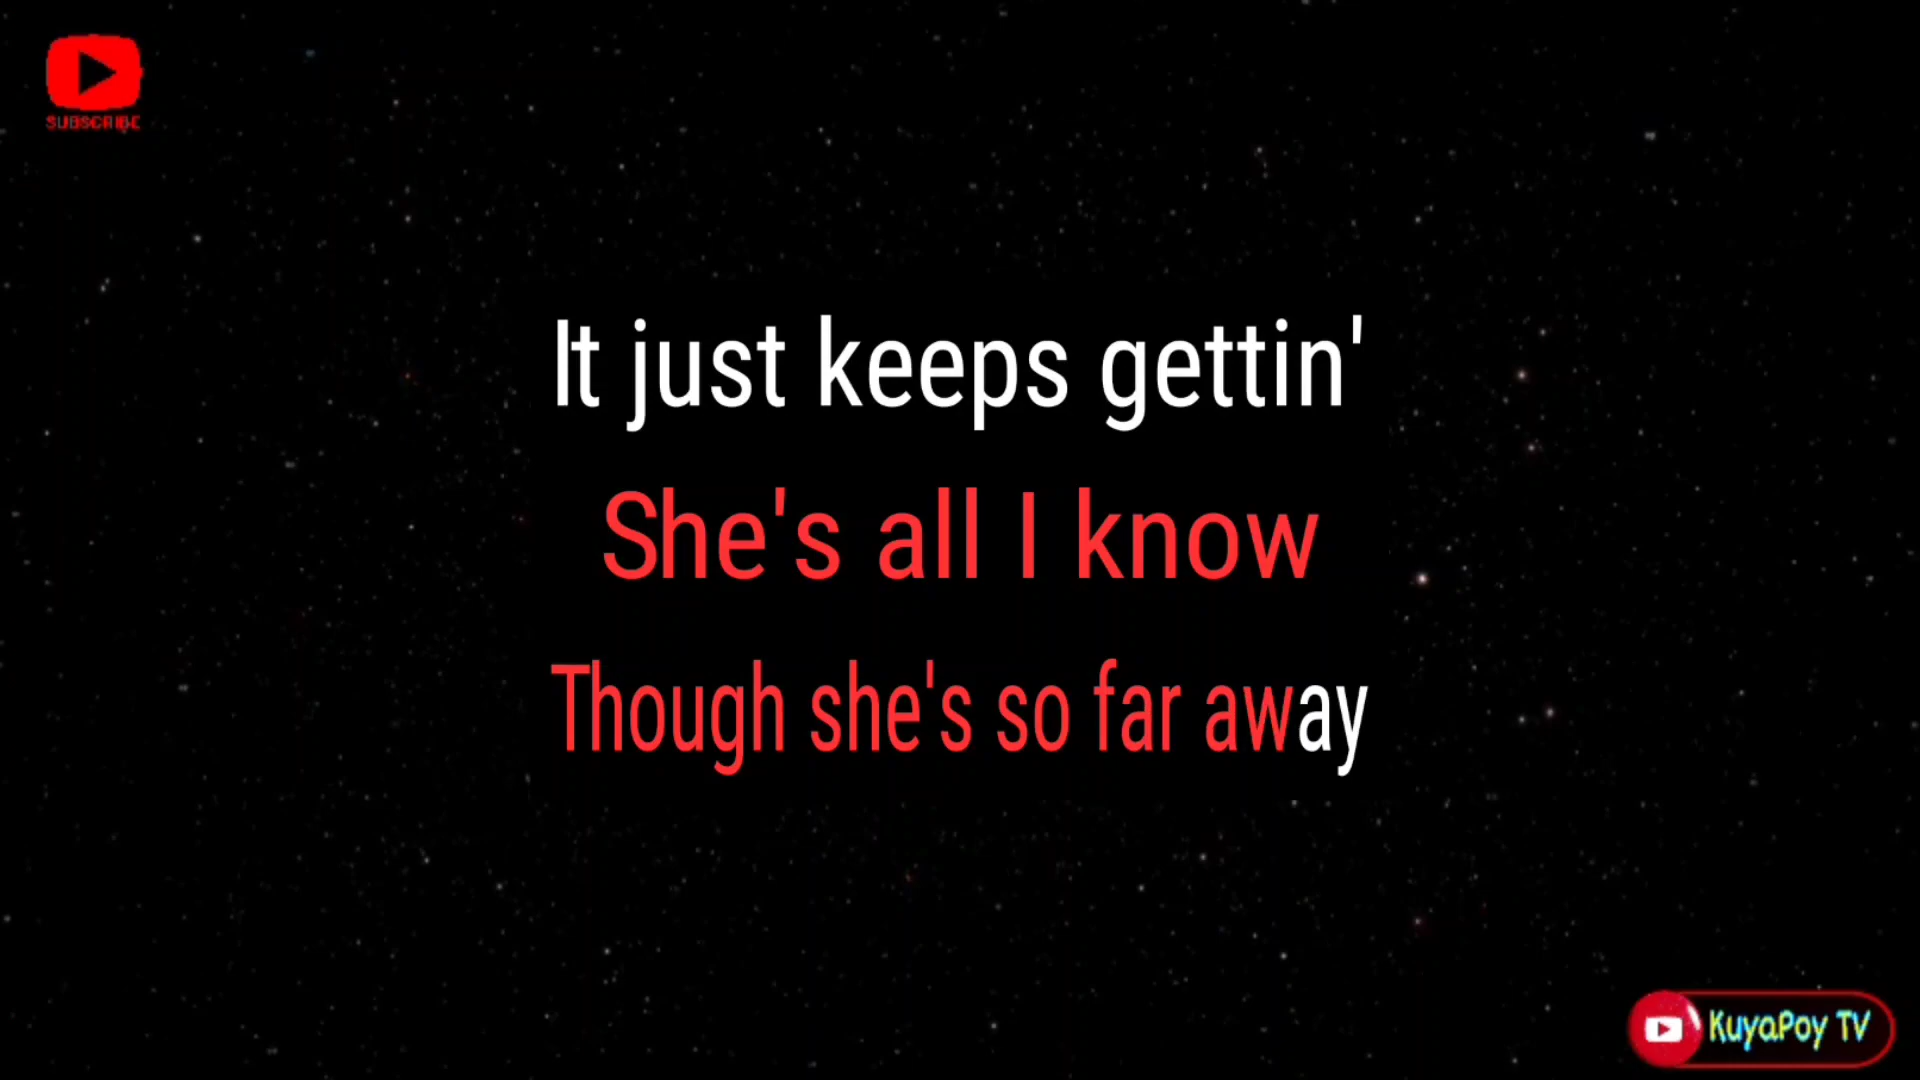 SUBSCRIBE
It just keeps gettin'
She's all I know
Though she's so far away
KuyaPoy TV